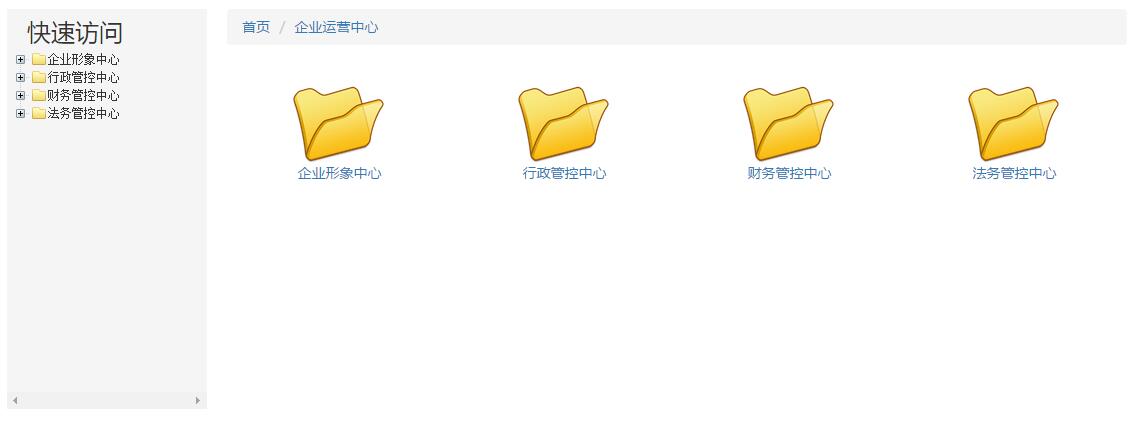 快速访问
企业形象中心
行政管控中心
财务管控中心
法务管控中心
首页 / 企业运营中心
企业形象中心
行政管控中心
财务管控中心
法务管控中心